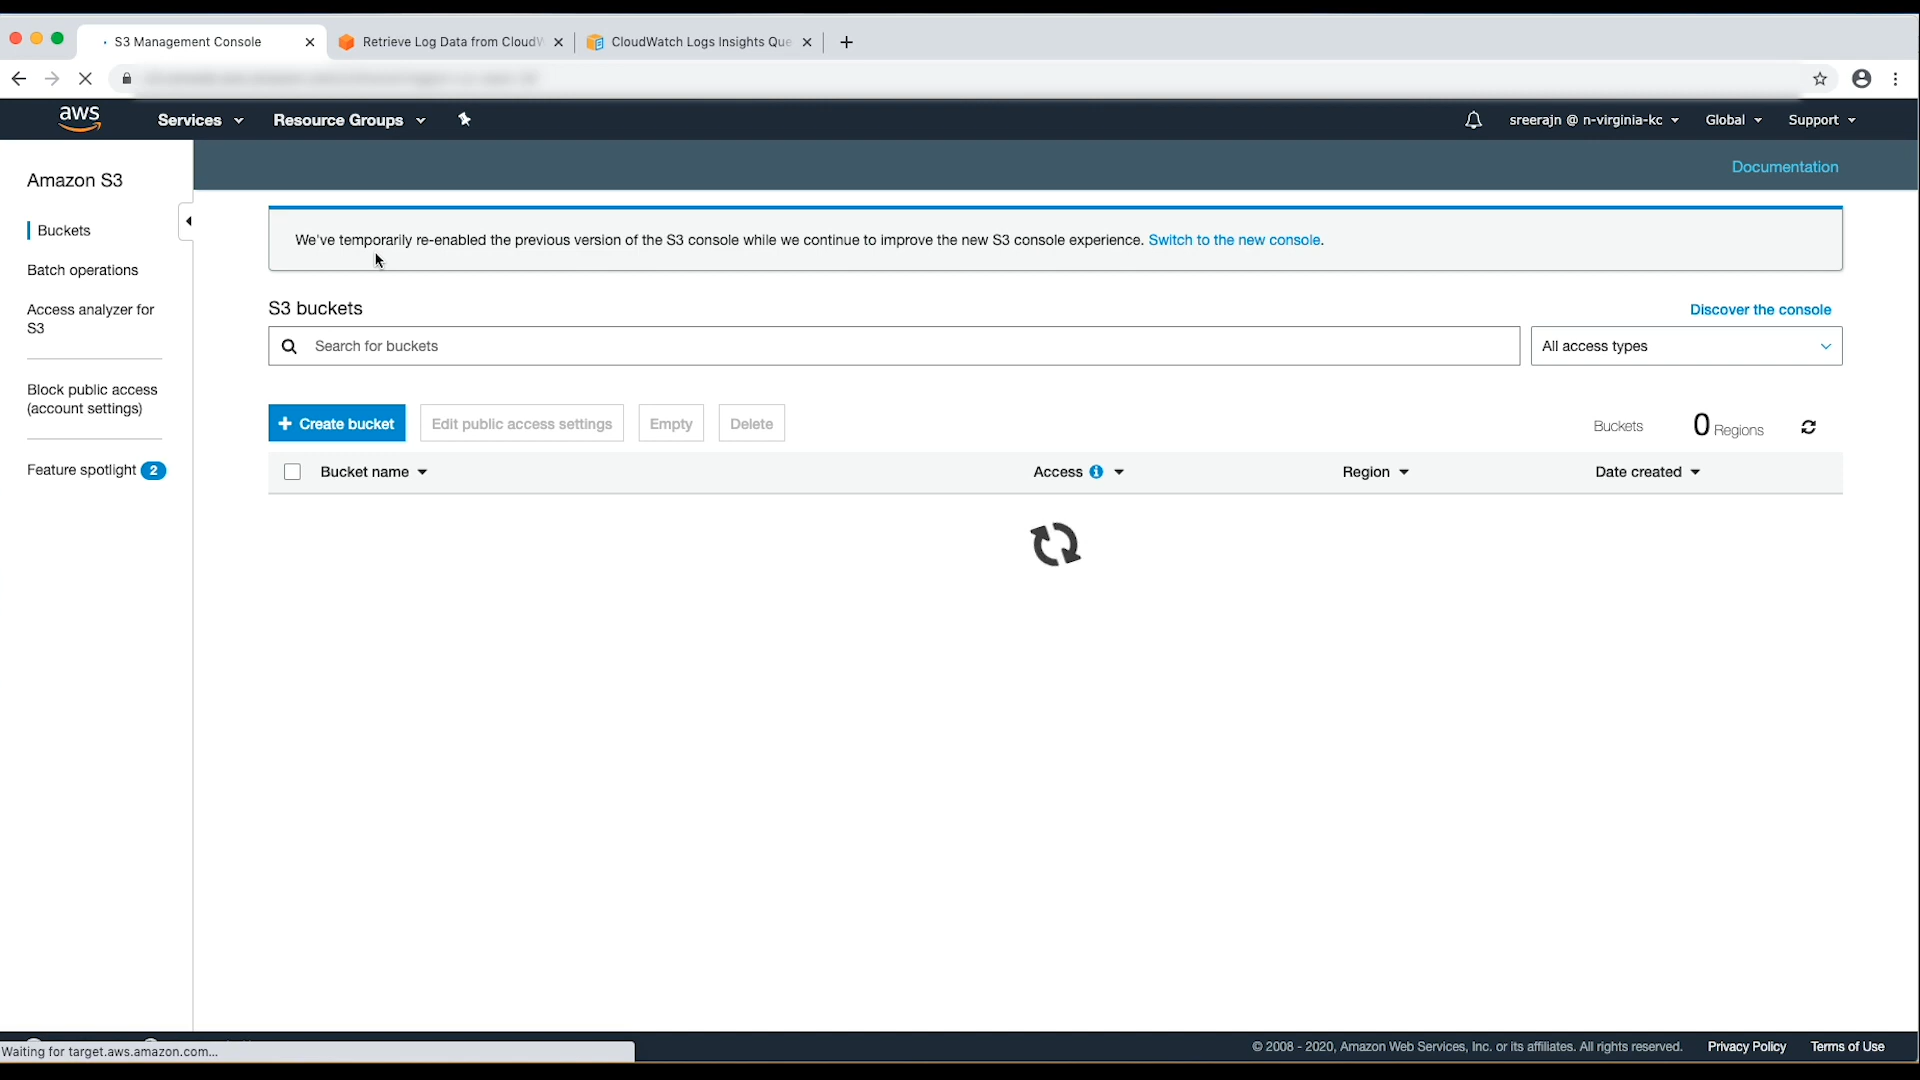 S3 Management Console
Retrieve Log Data from CloudW
CloudWatch Logs Insights Que
aws
Services
Resource Groups
sreerajn @ n-virginia-kc
Global
Support
Documentation
Amazon S3
Buckets
Batch operations
Access analyzer for
S3
Block public access
(account settings)
Feature spotlight 2
We've temporarily re-enabled the previous version of the S3 console while we continue to improve the new S3 console experience. Switch to the new console.
S3 buckets
Discover the console
Search for buckets
All access types
Create bucket
Edit public access settings
Empty
Delete
Buckets
0 Regions
Bucket name
Access
Region
Date created
Waiting for target.aws.amazon.com...
© 2008 - 2020, Amazon Web Services, Inc. or its affiliates. All rights reserved.
Privacy Policy
Terms of Use